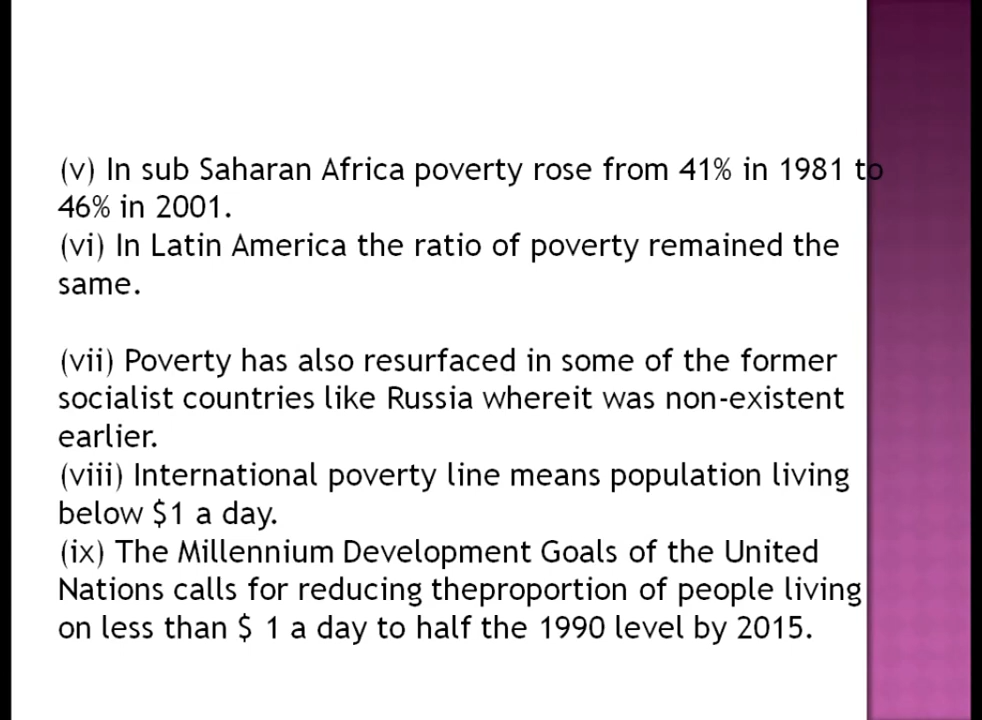 (v) In sub Saharan Africa poverty rose from 41% in 1981 to
46% in 2001.
(vi) In Latin America the ratio of poverty remained the
same.
(vii) Poverty has also resurfaced in some of the former
socialist countries like Russia whereit was non-existent
earlier.
(viii) International poverty line means population living
below $1 a day.
(ix) The Millennium Development Goals of the United
Nations calls for reducing theproportion of people living
on less than $ 1 a day to half the 1990 level by 2015.